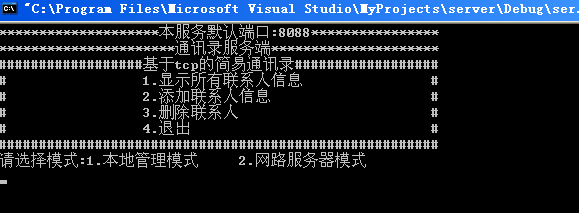 "C:\Program Files\Microsoft Visual Studio\MyProjects\server\Debug\ser.
********************本服务默认端口:8088****************
**********************通讯录服务端*********************
##################基于tcp的简易通讯录##################
# 1.显示所有联系人信息 #
# 2.添加联系人信息 #
# 3.删除联系人 #
# 4.退出 #
#######################################################
请选择模式:1.本地管理模式 2.网路服务器模式